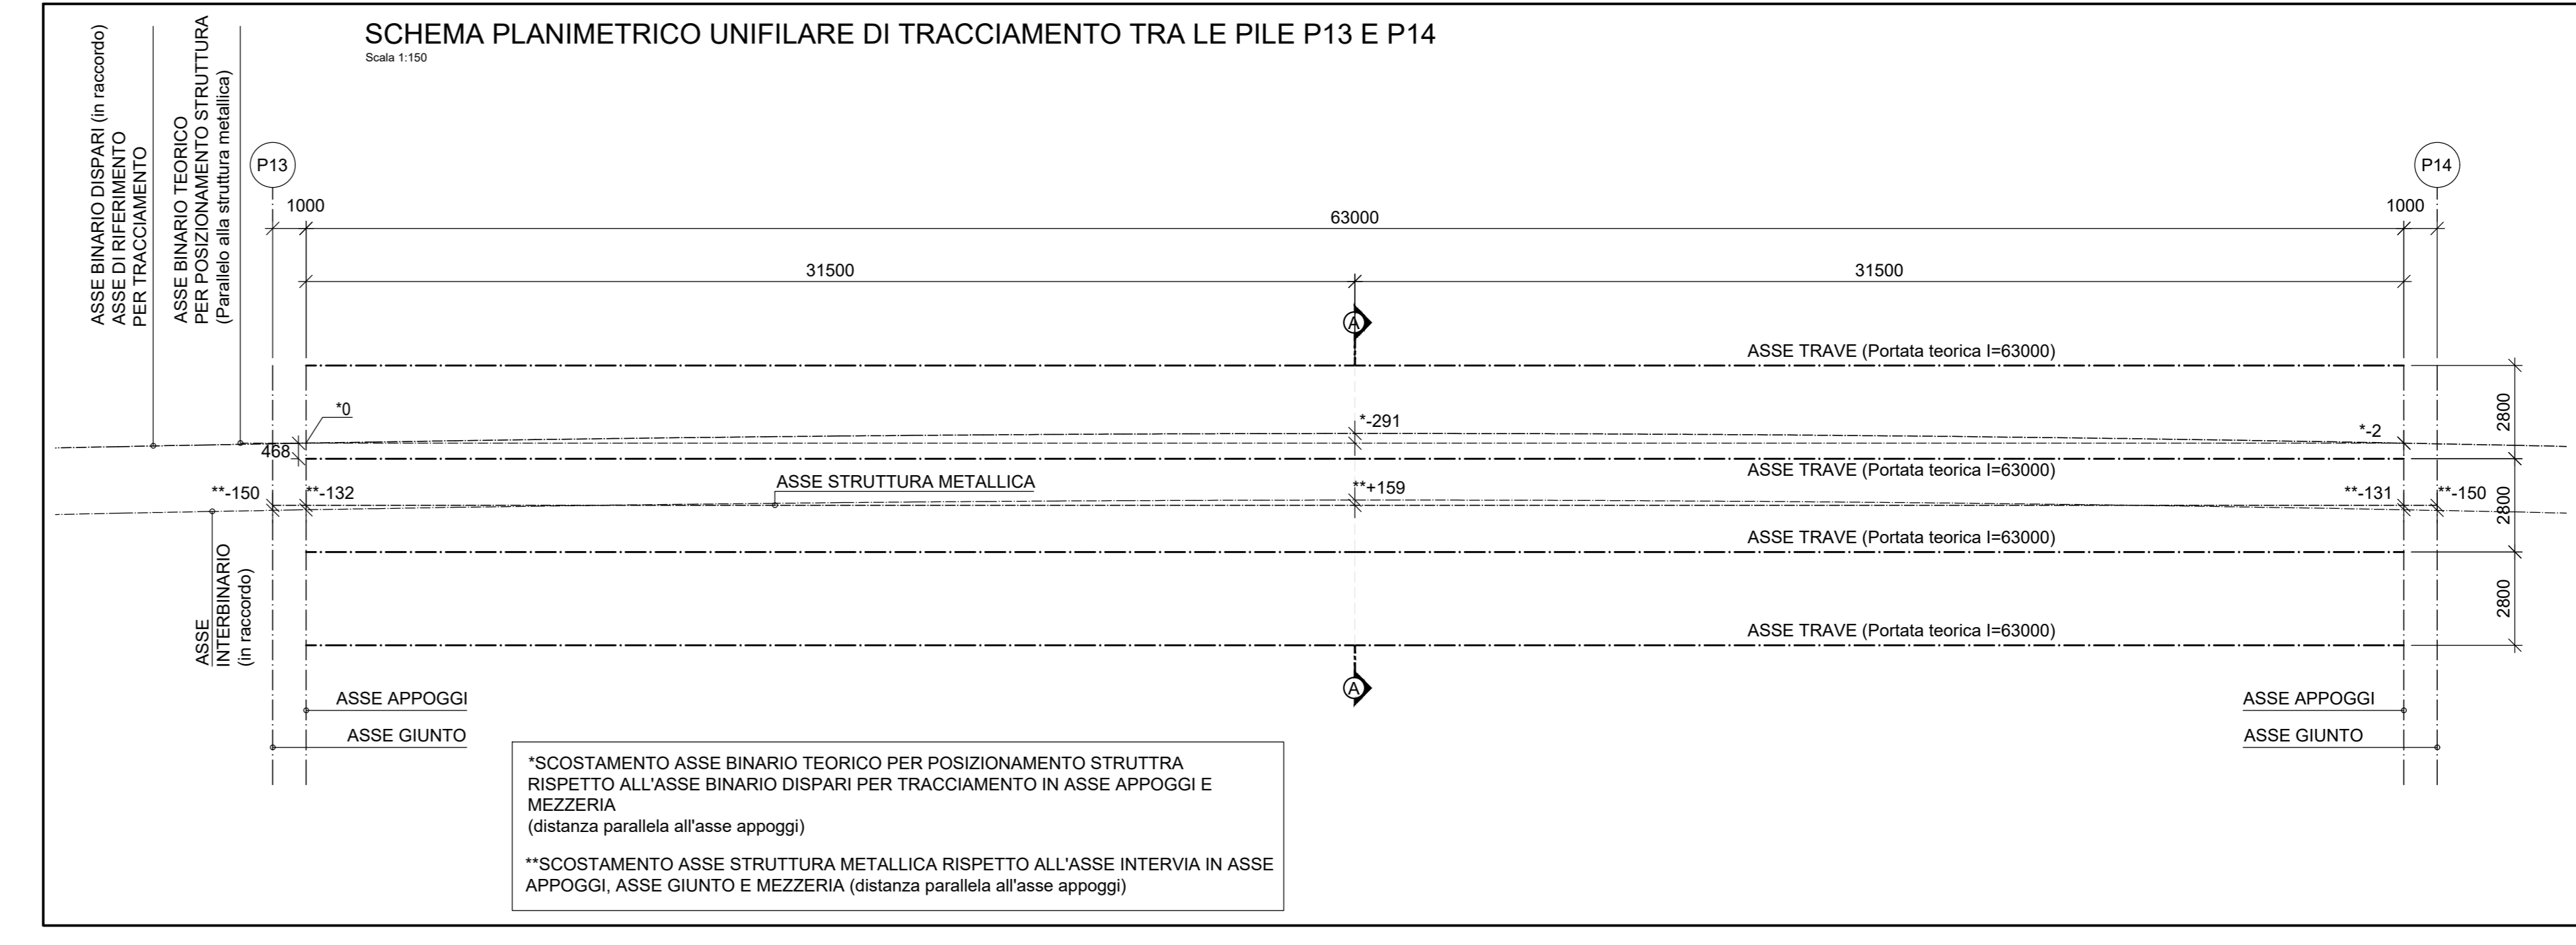 SCHEMA PLANIMETRICO UNIFILARE DI TRACCIAMENTO TRA LE PILE P13 E P14
Scala 1:150
ASSE BINARIO DISPARI (in raccordo)
ASSE DI RIFERIMENTO
PER TRACCIAMENTO
ASSE BINARIO TEORICO
PER POSIZIONAMENTO STRUTTURA
(Parallelo alla struttura metallica)
P13
P14
1000
63000
1000
31500
31500
A
ASSE TRAVE (Portata teorica l=63000)
2800
*0
*-291
*-2
468
ASSE TRAVE (Portata teorica l=63000)
**-150
**-132
ASSE STRUTTURA METALLICA
**+159
**-131
**-150
2800
ASSE TRAVE (Portata teorica l=63000)
ASSE
INTERBINARIO
(in raccordo)
2800
ASSE TRAVE (Portata teorica l=63000)
A
ASSE APPOGGI
ASSE APPOGGI
ASSE GIUNTO
ASSE GIUNTO
*SCOSTAMENTO ASSE BINARIO TEORICO PER POSIZIONAMENTO STRUTTRA
RISPETTO ALL'ASSE BINARIO DISPARI PER TRACCIAMENTO IN ASSE APPOGGI E
MEZZERIA
(distanza parallela all'asse appoggi)
**SCOSTAMENTO ASSE STRUTTURA METALLICA RISPETTO ALL'ASSE INTERVIA IN ASSE
APPOGGI, ASSE GIUNTO E MEZZERIA (distanza parallela all'asse appoggi)